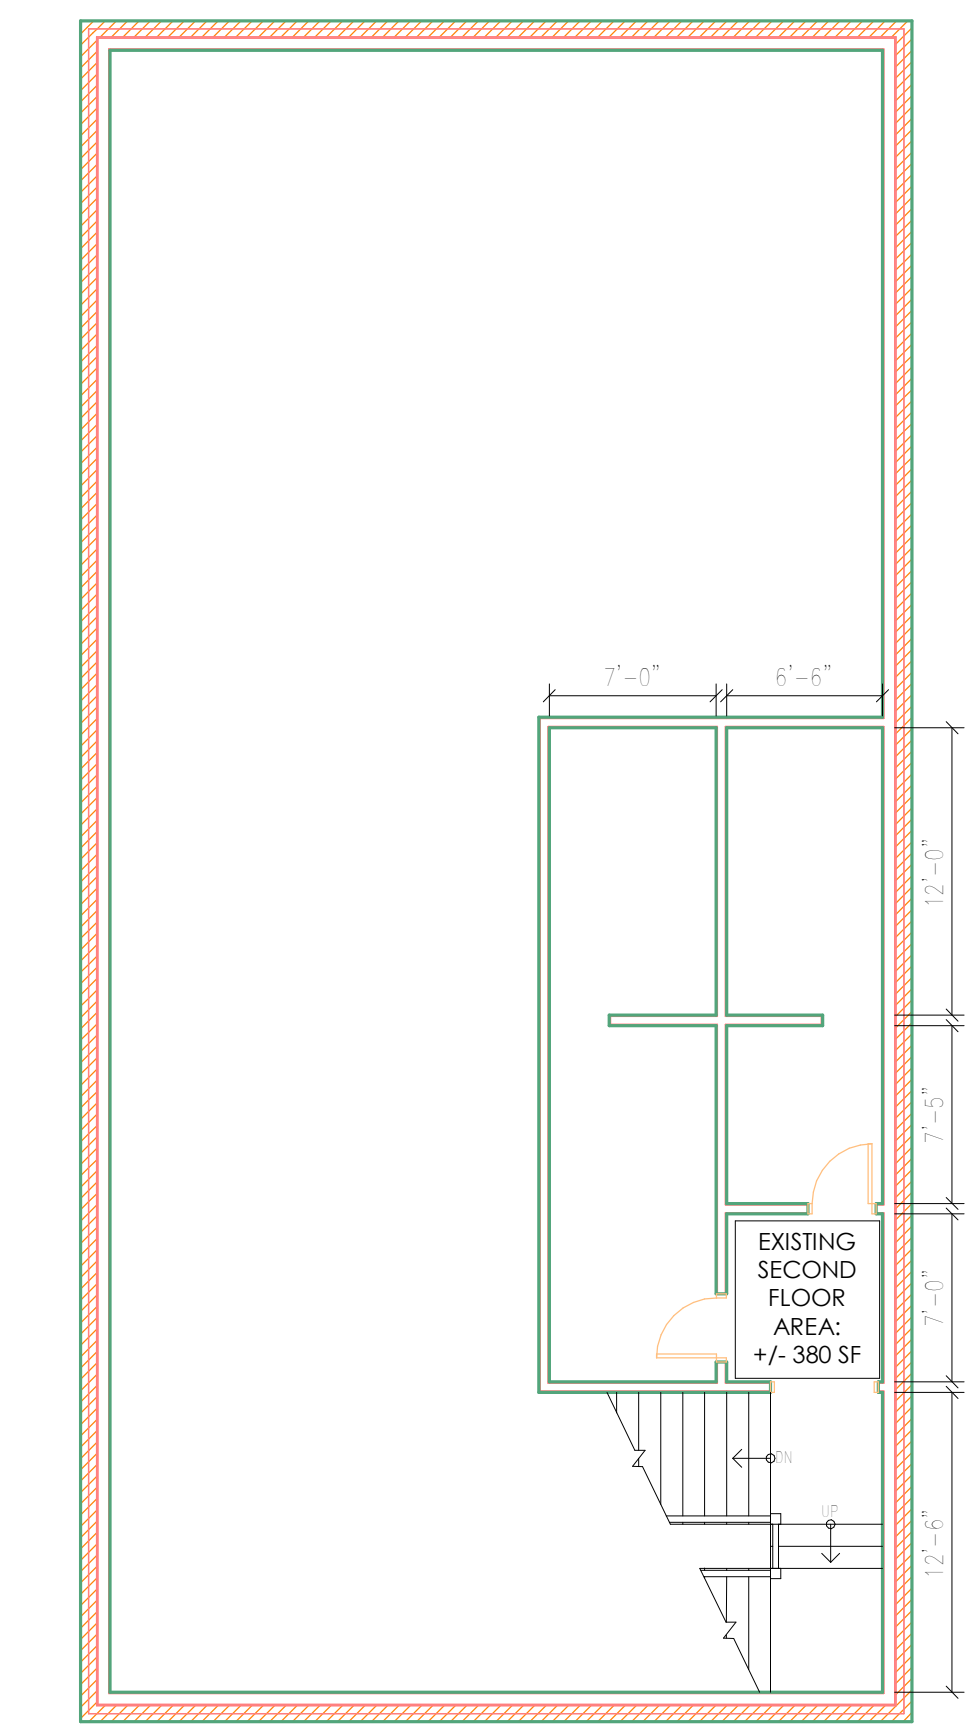 7'-0" 6'-6"
12'-0"
7'-5"
EXISTING
SECOND
FLOOR
AREA:
+/- 380 SF
7'-0"
DN
UP
12'-6"